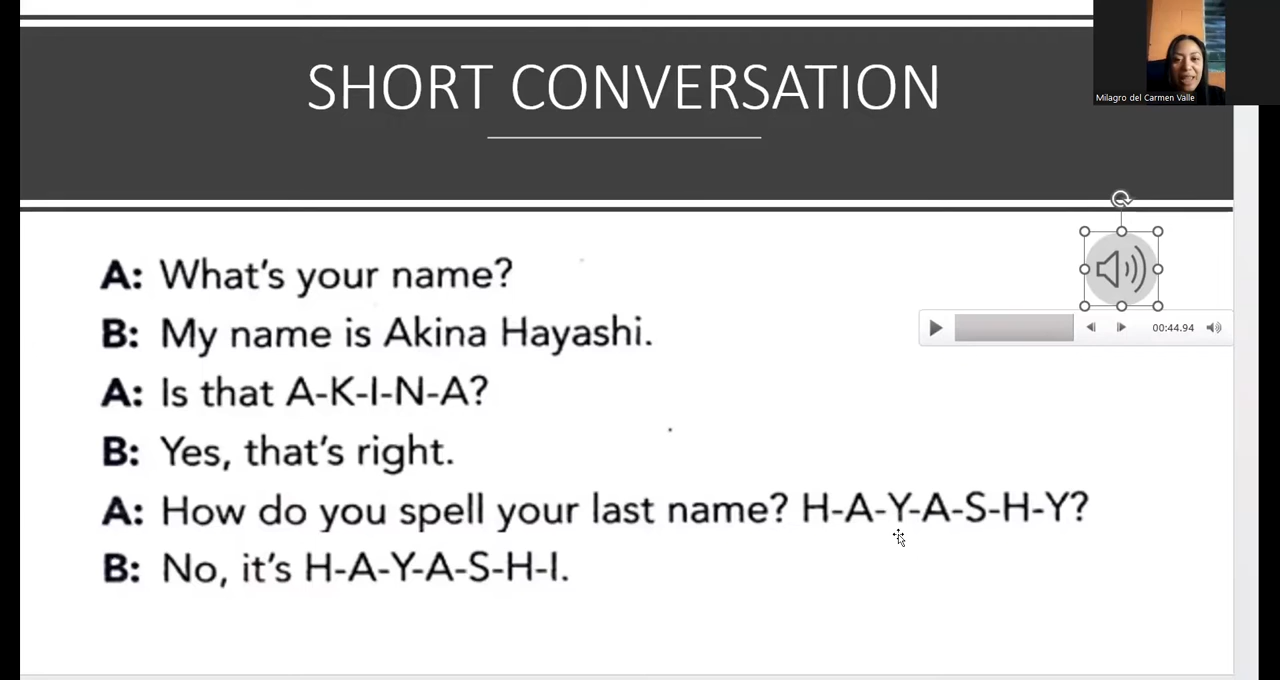 SHORT CONVERSATION
Milagro del Carmen Valle
A: What's your name?
B: My name is Akina Hayashi.
00:44.94
A: Is that A-K-I-N-A?
B: Yes, that's right.
A: How do you spell your last name? H-A-Y-A-S-H-Y?
B: No, it's H-A-Y-A-S-H-I.